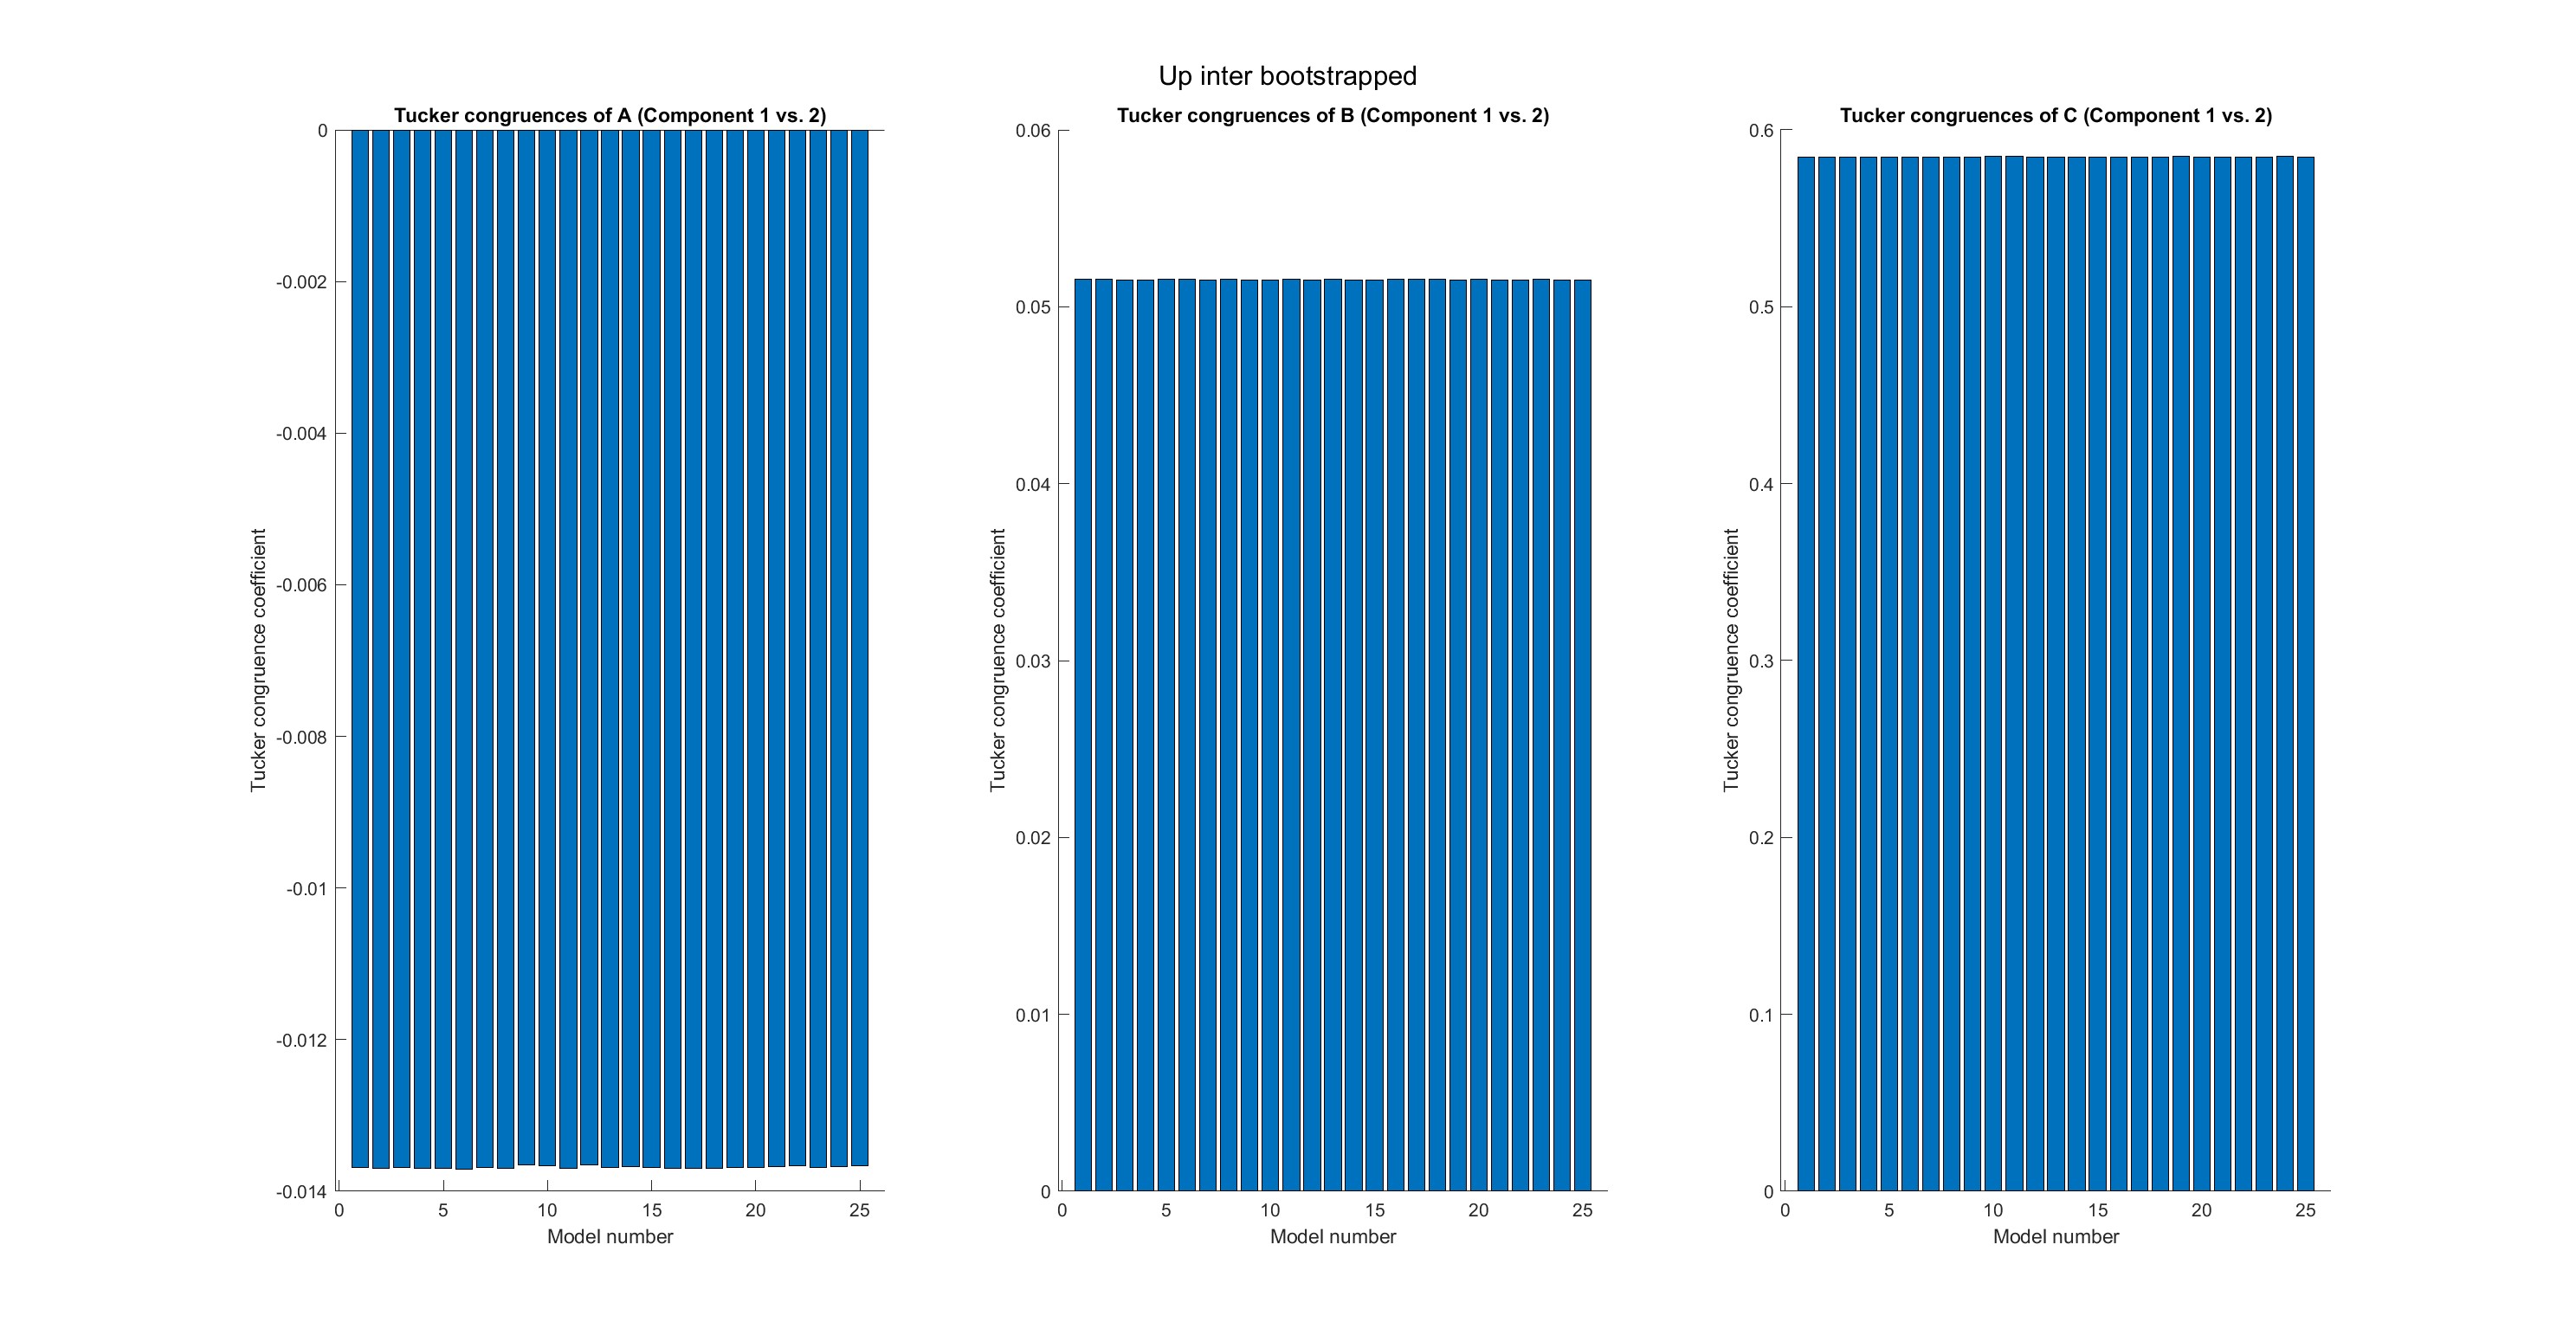 Up inter bootstrapped
Tucker congruences of A (Component 1 vs. 2)
0
-0.002
-0.004
-0.006
-0.008
-0.01
-0.012
-0.014
Tucker congruence coefficient
0 5 10 15 20 25
Model number
Tucker congruences of B (Component 1 vs. 2)
0.06
0.05
0.04
0.03
0.02
0.01
0
Tucker congruence coefficient
0 5 10 15 20 25
Model number
Tucker congruences of C (Component 1 vs. 2)
0.6
0.5
0.4
0.3
0.2
0.1
0
Tucker congruence coefficient
0 5 10 15 20 25
Model number